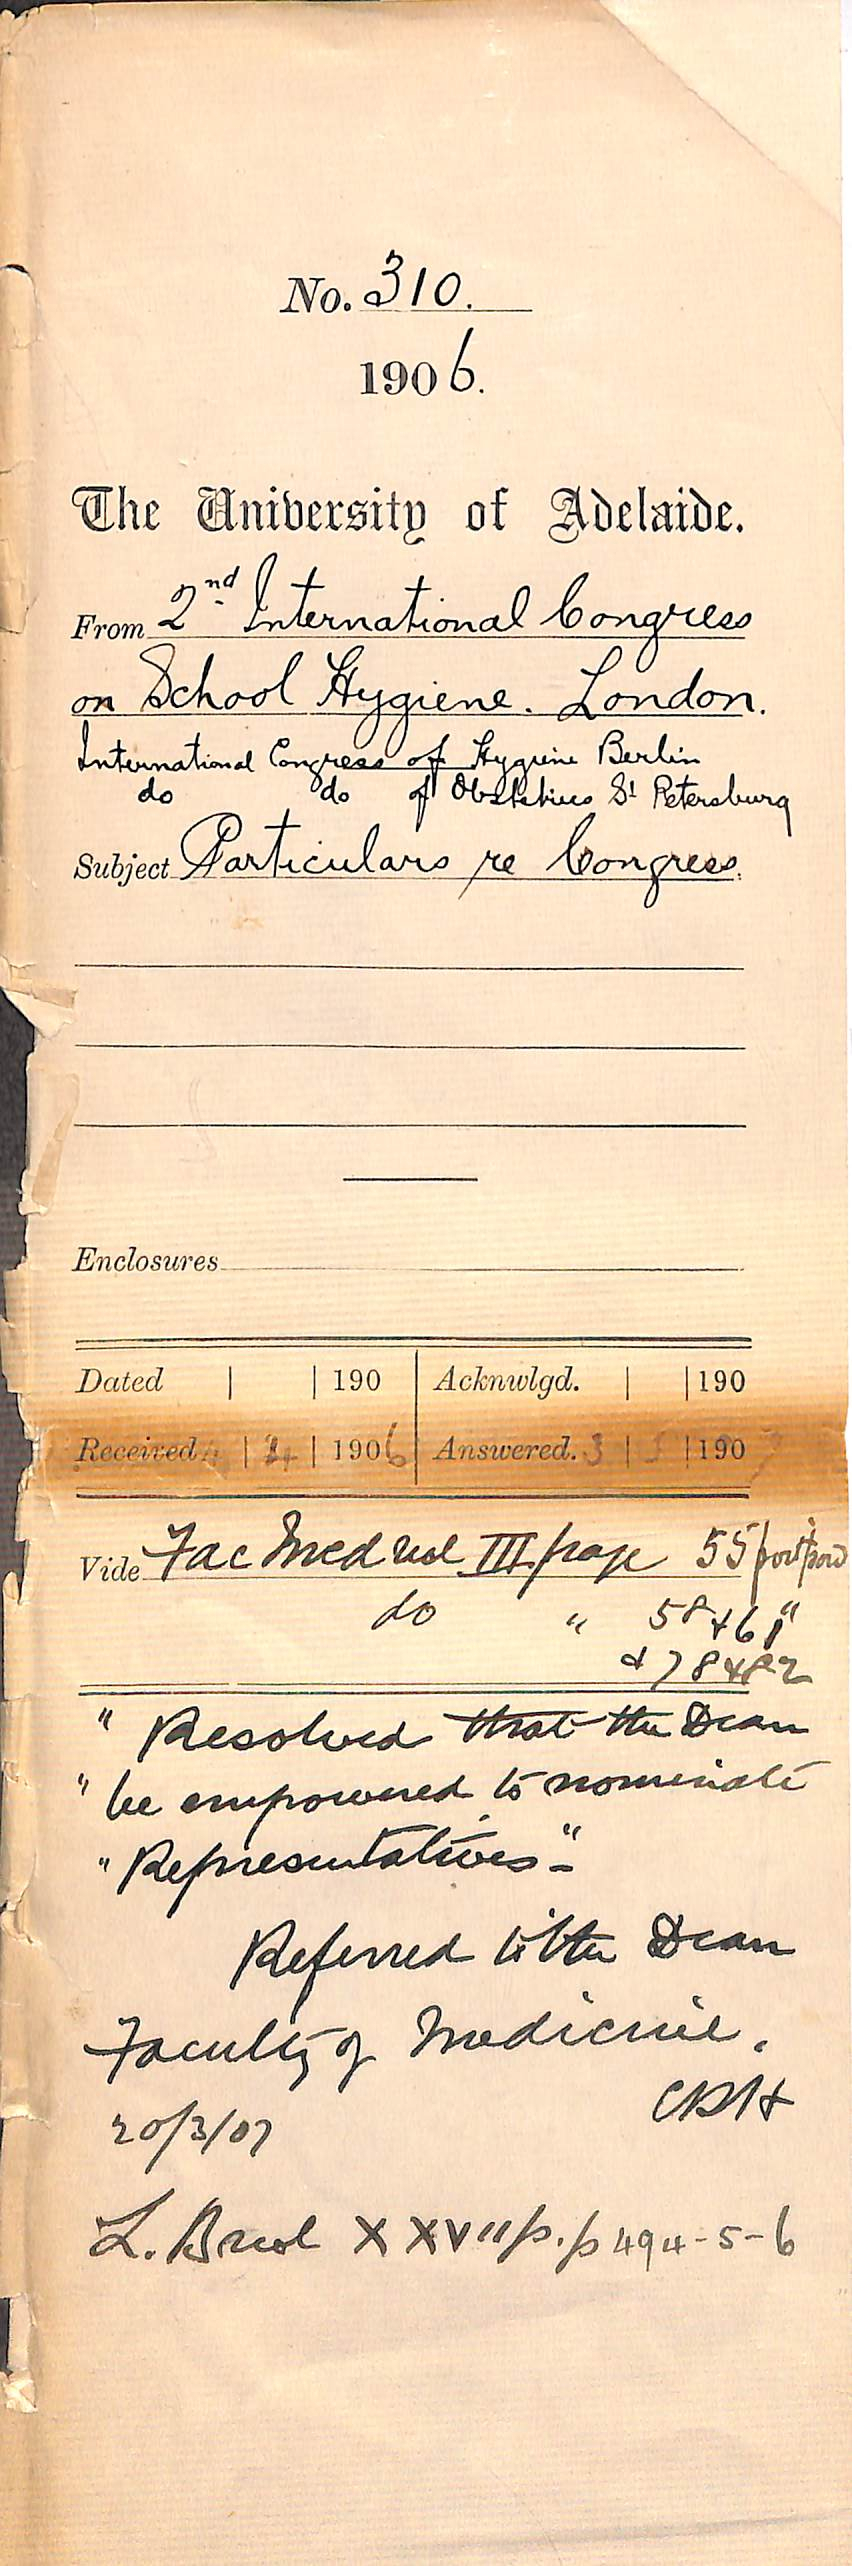 No. 310.
1906.
The University of Adelaide.
From 2nd International Congress
on School Hygiene. London.
International Congress of Hygiene Berlin
do do of Obstetrics St Petersburg
Subject Particulars re Congress.
Enclosures
Dated | | 190 Acknwlgd. | | 190
Received | | 1906 Answered. 3 | | 190
Vide Fac Med vol III page 55
do " 58 & 61 "
& 78 & 82
" Resolved that the Dean
" be empowered to nominate
" Representatives "
Referred to the Dean
Faculty of Medicine.
CRH
20/3/07
L. B vol XXVII p. p 494-5-6